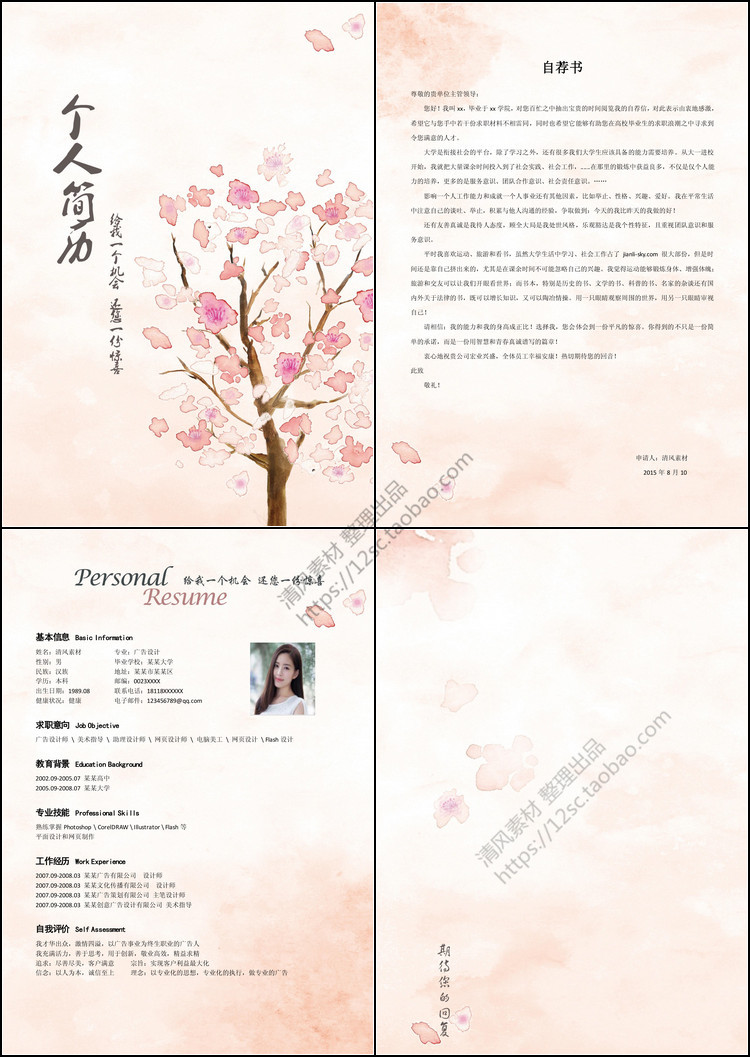 个人简历
给我一个机会 还您一份惊喜
自荐书
尊敬的贵单位主管领导：
您好！我叫 xx，毕业于 xx 学院，对您百忙之中抽出宝贵的时间阅览我的自荐信，对此表示由衷地感激，
希望它与您手中若干份求职材料不相雷同，同时也希望它能够有助您在高校毕业生的求职浪潮之中寻求到
令您满意的人才。
大学是衔接社会的平台，除了学习之外，还有很多我们大学生应该具备的能力需要培养。从大一进校
开始，我就把大量课余时间投入到了社会实践、社会工作，……在那里的锻炼中获益良多，不仅是仅个人能
力的培养，更多的是服务意识、团队合作意识、社会责任意识。……
影响一个人工作能力和成就一个人事业还有其他因素，比如举止、性格、兴趣、爱好。我在平常生活
中注意自己的谈吐、举止，积累与他人沟通的经验，争取做到：今天的我比昨天的我做的好！
还有友善真诚是我待人态度，顾全大局是我处世风格，乐观豁达是我个性特征，且重视团队意识和服
务意识。
平时我喜欢运动、旅游和看书，虽然大学生活中学习、社会工作占了 jianli-sky.com 很大部份，但是时
间还是靠自己挤出来的，尤其是在课余时间不可能忽略自己的兴趣。我觉得运动能够锻炼身体、增强体魄；
旅游和交友可以让我们开眼看世界；而书本，特别是历史的书、文学的书、科普的书、名家的杂谈还有国
内外关于法律的书，既可以增长知识，又可以陶冶情操。用一只眼睛观察周围的世界，用另一只眼睛审视
自己！
请相信：我的能力和我的身高成正比！选择我，您会体会到一份平凡的惊喜、你得到的不只是一份简
单的承诺，而是一份用智慧和青春真诚谱写的篇章！
衷心地祝贵公司宏业兴盛，全体员工幸福安康！热切期待您的回音！
此致
敬礼！
申请人：清风素材
2015 年 8 月 10
清风素材 整理出品
https://12sc.taobao.com
Personal 给我一个机会 还您一份惊喜
Resume
基本信息 Basic Information
姓名：清风素材 专业：广告设计
性别：男 毕业学校：某某大学
民族：汉族 地址：某某市某某区
学历：本科 邮编：0023XXXX
出生日期：1989.08 联系电话：18118XXXXXX
健康状况：健康 电子邮件：123456789@qq.com
求职意向 Job Objective
广告设计师 \ 美术指导 \ 助理设计师 \ 网页设计师 \ 电脑美工 \ 网页设计 \ Flash 设计
教育背景 Education Background
2002.09-2005.07 某某高中
2005.09-2008.07 某某大学
专业技能 Professional Skills
熟练掌握 Photoshop \ CorelDRAW \ Illustrator \ Flash 等
平面设计和网页制作
工作经历 Work Experience
2007.09-2008.03 某某广告有限公司 设计师
2007.09-2008.03 某某文化传播有限公司 设计师
2007.09-2008.03 某某广告策划有限公司 主笔设计师
2007.09-2008.03 某某创意广告设计有限公司 美术指导
自我评价 Self Assessment
我才华出众，激情四溢，以广告事业为终生职业的广告人
我充满活力，善于思考，用于创新，敬业高效，精益求精
追求：尽善尽美，客户满意 宗旨：实现客户利益最大化
信念：以人为本，诚信至上 理念：以专业化的思想，专业化的执行，做专业的广告
清风素材 整理出品
https://12sc.taobao.com
期待您的回复